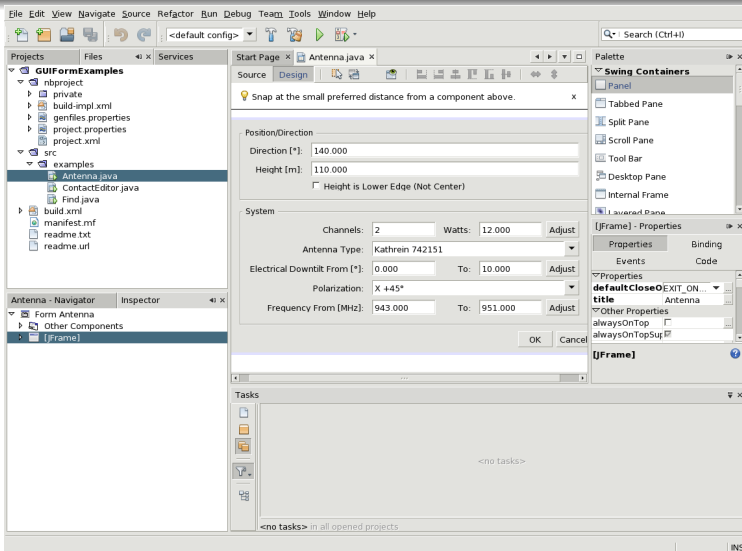 File Edit View Navigate Source Refactor Run Debug Team Tools Window Help
<default config>
Search (Ctrl+I)
Projects Files Services
GUIFormExamples
nbproject
private
build-impl.xml
genfiles.properties
project.properties
project.xml
src
examples
Antenna.java
ContactEditor.java
Find.java
build.xml
manifest.mf
readme.txt
readme.url
Antenna - Navigator Inspector
Form Antenna
Other Components
[JFrame]
Start Page Antenna.java
Source Design
Snap at the small preferred distance from a component above. x
Position/Direction
Direction [°]: 140.000
Height [m]: 110.000
Height is Lower Edge (Not Center)
System
Channels: 2 Watts: 12.000 Adjust
Antenna Type: Kathrein 742151
Electrical Downtilt From [°]: 0.000 To: 10.000 Adjust
Polarization: X +45°
Frequency From [MHz]: 943.000 To: 951.000 Adjust
OK Cancel
Tasks
<no tasks>
<no tasks> in all opened projects
Palette
Swing Containers
Panel
Tabbed Pane
Split Pane
Scroll Pane
Tool Bar
Desktop Pane
Internal Frame
Layered Pane
[JFrame] - Properties
Properties Binding
Events Code
Properties
defaultCloseO EXIT_ON... ...
title Antenna ...
Other Properties
alwaysOnTop ...
alwaysOnTopSup ...
[JFrame]
INS